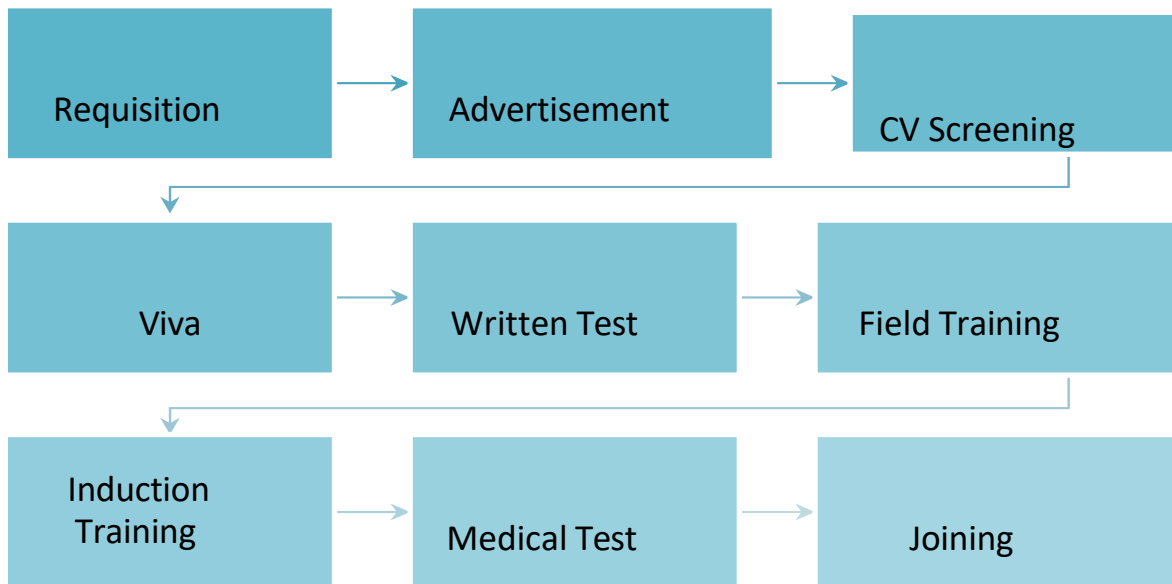 Requisition
Advertisement
CV Screening
Viva
Written Test
Field Training
Induction
Training
Medical Test
Joining